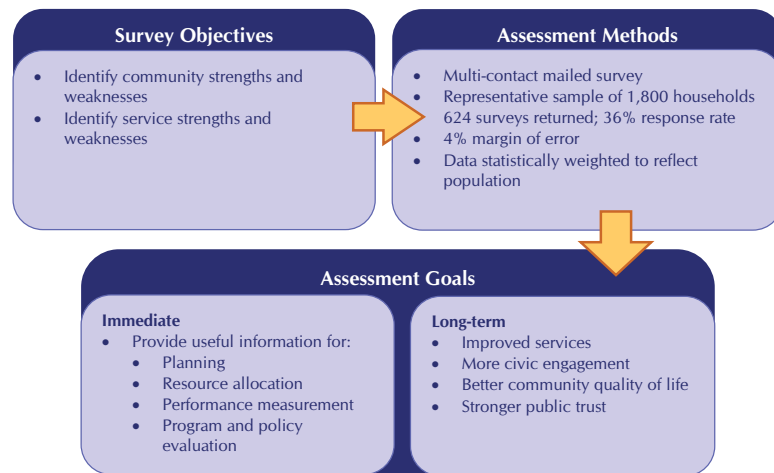 Survey Objectives
• Identify community strengths and
weaknesses
• Identify service strengths and
weaknesses
Assessment Methods
• Multi-contact mailed survey
• Representative sample of 1,800 households
624 surveys returned; 36% response rate
• 4% margin of error
• Data statistically weighted to reflect
population
Assessment Goals
Immediate
• Provide useful information for:
• Planning
• Resource allocation
• Performance measurement
• Program and policy
evaluation
Long-term
• Improved services
• More civic engagement
• Better community quality of life
• Stronger public trust